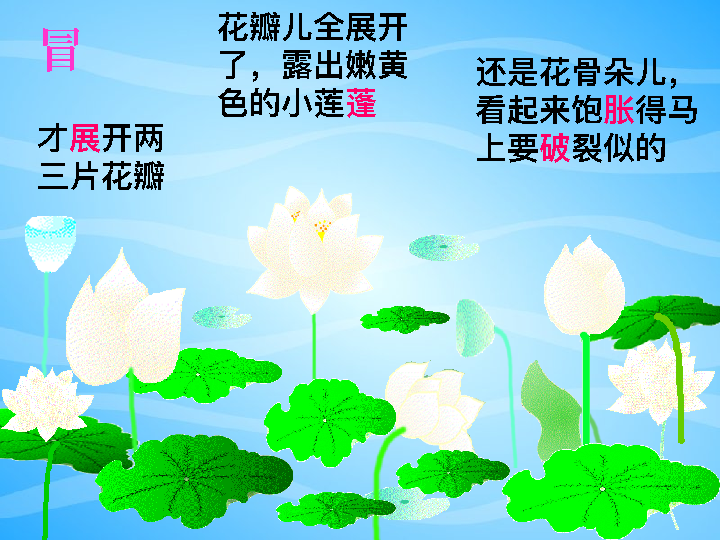 冒
才展开两
三片花瓣
花瓣儿全展开
了，露出嫩黄
色的小莲蓬
还是花骨朵儿，
看起来饱胀得马
上要破裂似的